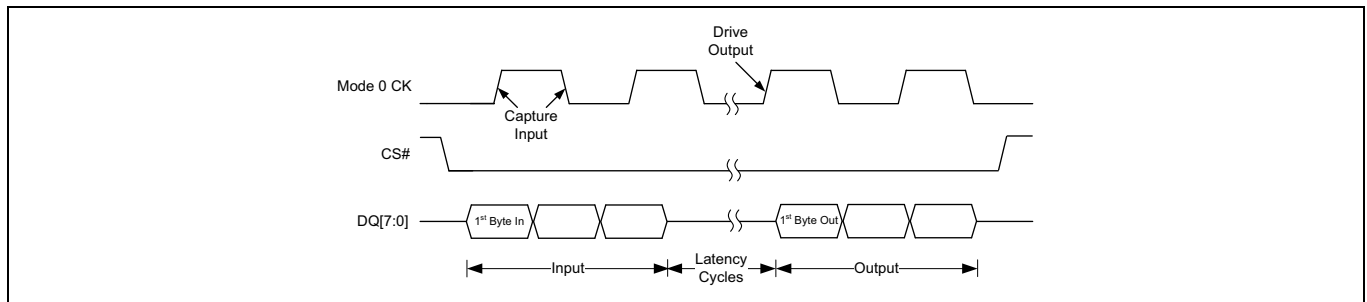 Drive
Output
Mode 0 CK
Capture
Input
CS#
DQ[7:0]
1st Byte In
1st Byte Out
Input
Latency
Cycles
Output